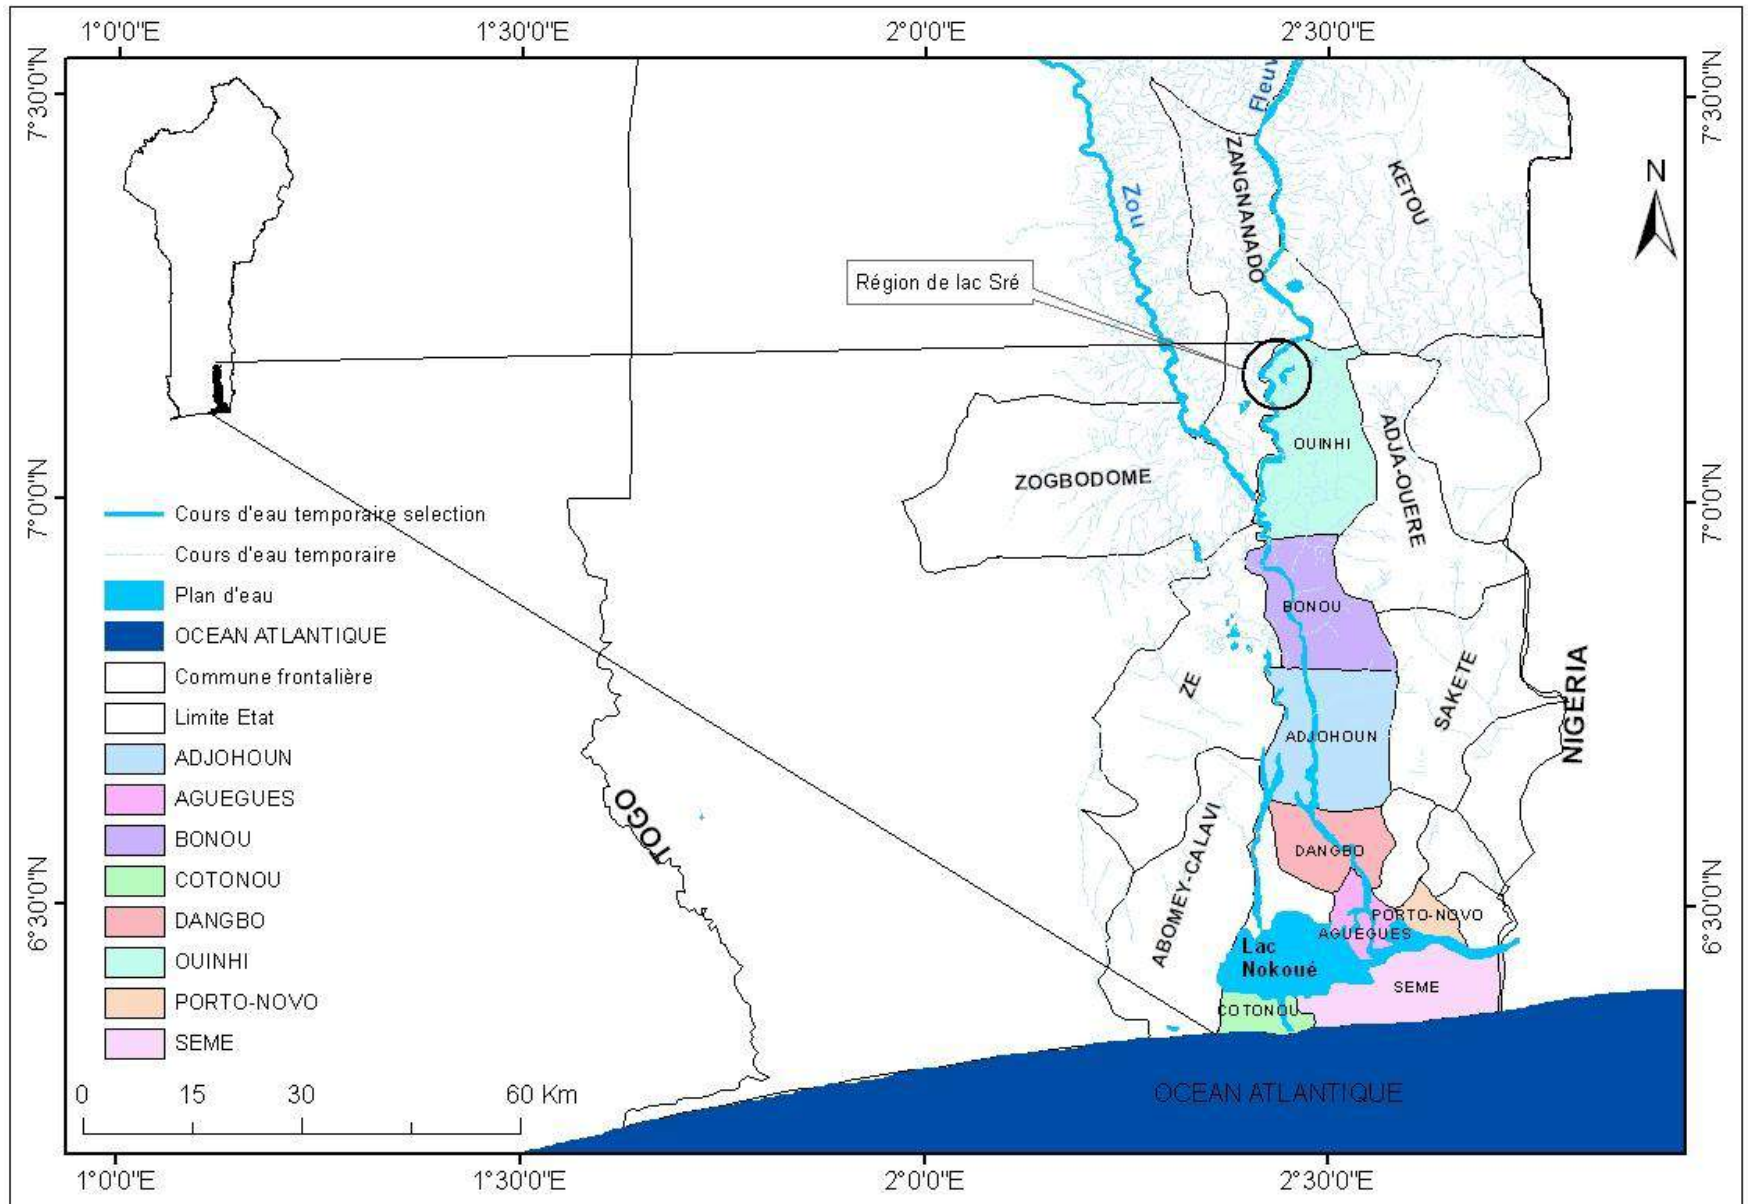 1°0'0"E
1°30'0"E
2°0'0"E
2°30'0"E
7°30'0"N
7°30'0"N
Fleuv
ZANGNANADO
KETOU
N
Zou
Région de lac Sré
OUINHI
ADJA-OUERE
ZOGBODOME
7°0'0"N
7°0'0"N
Cours d'eau temporaire selection
Cours d'eau temporaire
Plan d'eau
OCEAN ATLANTIQUE
Commune frontalière
Limite Etat
ADJOHOUN
AGUEGUES
BONOU
COTONOU
DANGBO
OUINHI
PORTO-NOVO
SEME
BONOU
ZE
SAKETE
NIGERIA
ADJOHOUN
TOGO
ABOMEY-CALAVI
DANGBO
6°30'0"N
6°30'0"N
PORTO-NOVO
AGUEGUES
Lac
Nokoué
SEME
COTONOU
OCEAN ATLANTIQUE
0 15 30 60 Km
1°0'0"E
1°30'0"E
2°0'0"E
2°30'0"E